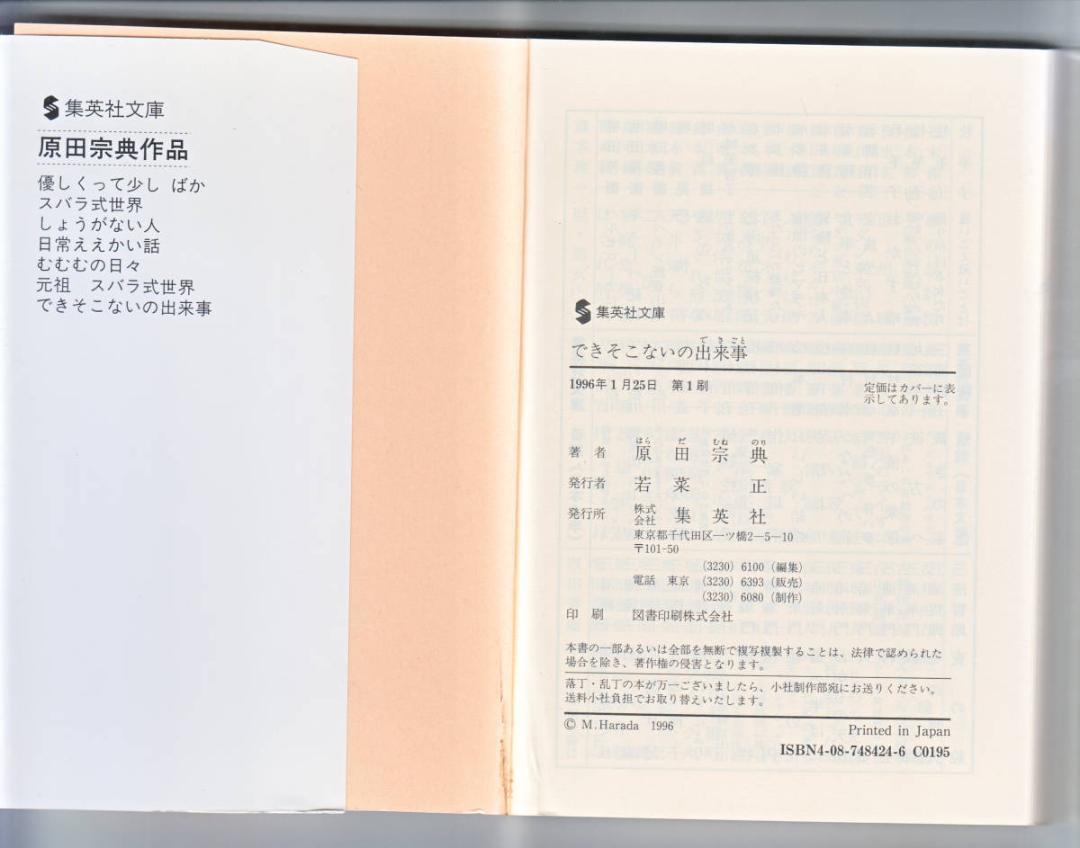 集英社文庫
原田宗典作品
優しくって少し ばか
スバラ式世界
しょうがない人
日常ええかい話
むむむの日々
元祖 スバラ式世界
できそこないの出来事
集英社文庫
できそこないの出来事
で き ごと
1996年1月25日 第1刷
定価はカバーに表
示してあります。
はら だ むね のり
著者 原田宗典
発行者 若菜 正
発行所 株式会社 集英社
東京都千代田区一ツ橋2—5—10
〒101-50
(3230) 6100 (編集)
電話 東京 (3230) 6393 (販売)
(3230) 6080 (制作)
印刷 図書印刷株式会社
本書の一部あるいは全部を無断で複写複製することは、法律で認められた
場合を除き、著作権の侵害となります。
落丁・乱丁の本が万一ございましたら、小社制作部宛にお送りください。
送料小社負担でお取り替えいたします。
© M.Harada 1996
Printed in Japan
ISBN4-08-748424-6 C0195